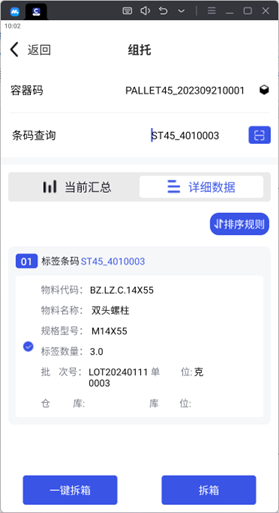 10:02
返回 组托
容器码 PALLET45_202309210001
条码查询 ST45_4010003
当前汇总 详细数据
排序规则
01 标签条码 ST45_4010003
物料代码: BZ.LZ.C.14X55
物料名称: 双头螺柱
规格型号: M14X55
标签数量: 3.0
批 次号: LOT20240111 单 位: 克
0003
仓 库: 库 位:
一键拆箱 拆箱